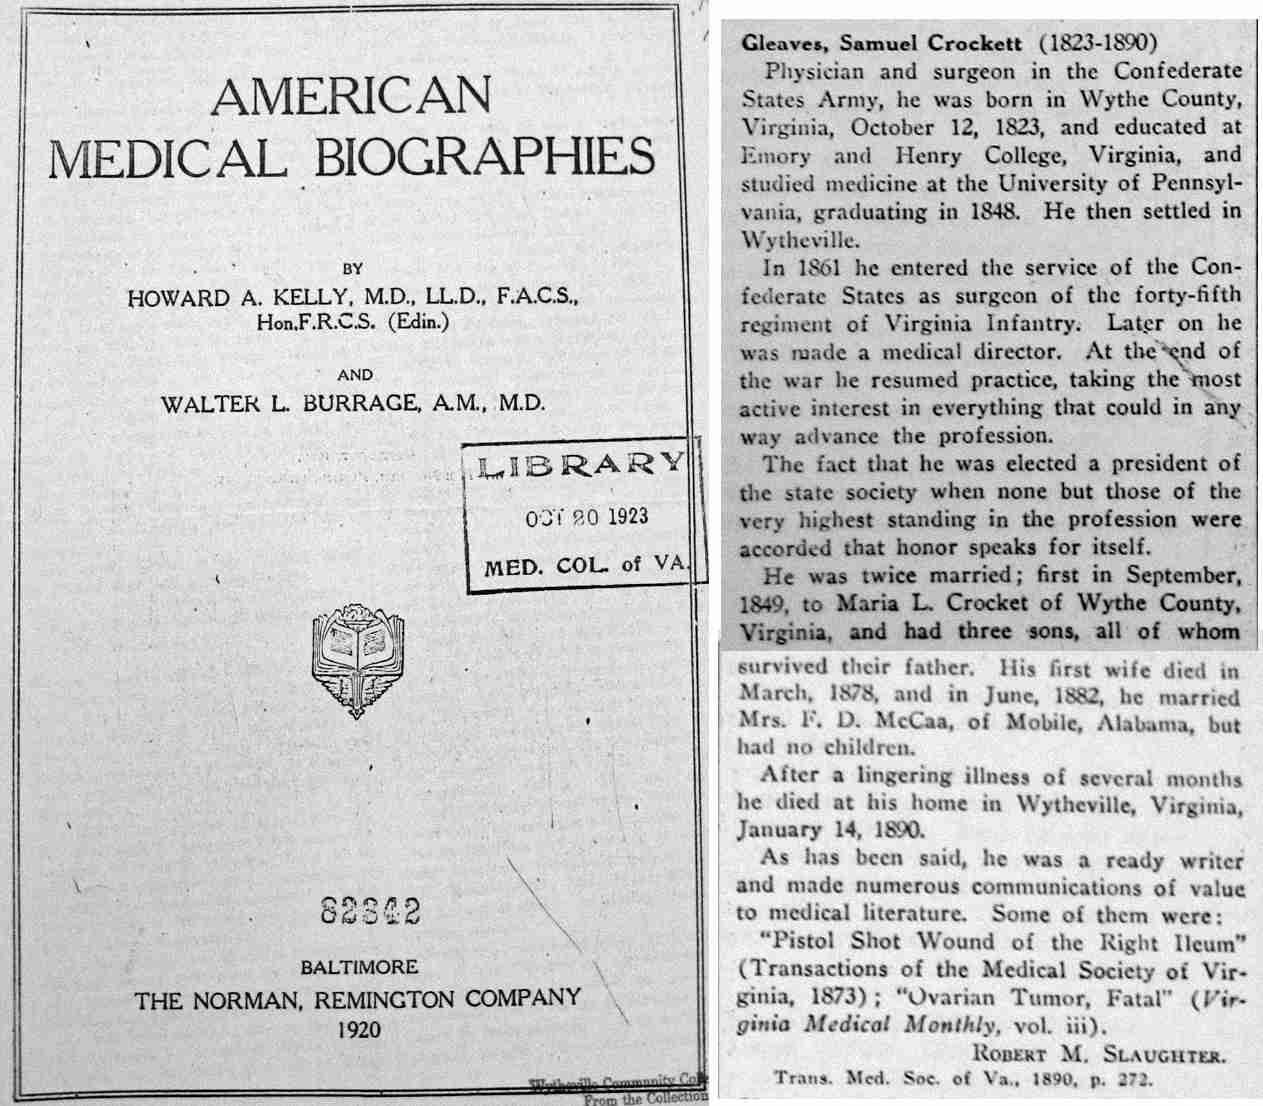 AMERICAN
MEDICAL BIOGRAPHIES
BY
HOWARD A. KELLY, M.D., LL.D., F.A.C.S.,
Hon.F.R.C.S. (Edin.)
AND
WALTER L. BURRAGE, A.M., M.D.
LIBRARY
OCT 20 1923
MED. COL. of VA.
82842
BALTIMORE
THE NORMAN, REMINGTON COMPANY
1920
Wytheville Community Coll
From the Collection
Gleaves, Samuel Crockett (1823-1890)
Physician and surgeon in the Confederate
States Army, he was born in Wythe County,
Virginia, October 12, 1823, and educated at
Emory and Henry College, Virginia, and
studied medicine at the University of Pennsyl-
vania, graduating in 1848. He then settled in
Wytheville.
In 1861 he entered the service of the Con-
federate States as surgeon of the forty-fifth
regiment of Virginia Infantry. Later on he
was made a medical director. At the end of
the war he resumed practice, taking the most
active interest in everything that could in any
way advance the profession.
The fact that he was elected a president of
the state society when none but those of the
very highest standing in the profession were
accorded that honor speaks for itself.
He was twice married; first in September,
1849, to Maria L. Crocket of Wythe County,
Virginia, and had three sons, all of whom
survived their father. His first wife died in
March, 1878, and in June, 1882, he married
Mrs. F. D. McCaa, of Mobile, Alabama, but
had no children.
After a lingering illness of several months
he died at his home in Wytheville, Virginia,
January 14, 1890.
As has been said, he was a ready writer
and made numerous communications of value
to medical literature. Some of them were:
"Pistol Shot Wound of the Right Ileum"
(Transactions of the Medical Society of Vir-
ginia, 1873); "Ovarian Tumor, Fatal" (Vir-
ginia Medical Monthly, vol. iii).
ROBERT M. SLAUGHTER.
Trans. Med. Soc. of Va., 1890, p. 272.